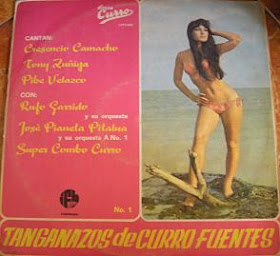 Curro
CANTAN:
Cresencio Camacho
Tony Zuñiga
Pibe Velazco
CON:
Rufo Garrido
y su orquesta
José Pianeta Pitalua
y su orquesta A No. 1
Super Combo Curro
No. 1
TANGANAZOS de CURRO FUENTES